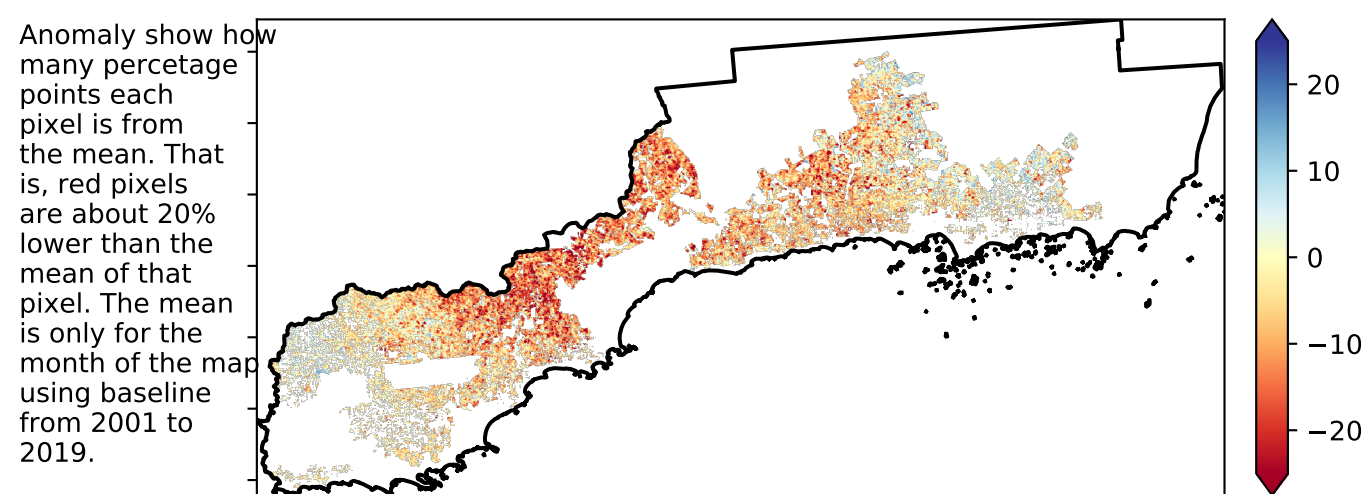 Anomaly show how
many percetage
points each
pixel is from
the mean. That
is, red pixels
are about 20%
lower than the
mean of that
pixel. The mean
is only for the
month of the map
using baseline
from 2001 to
2019.
20
10
0
−10
−20